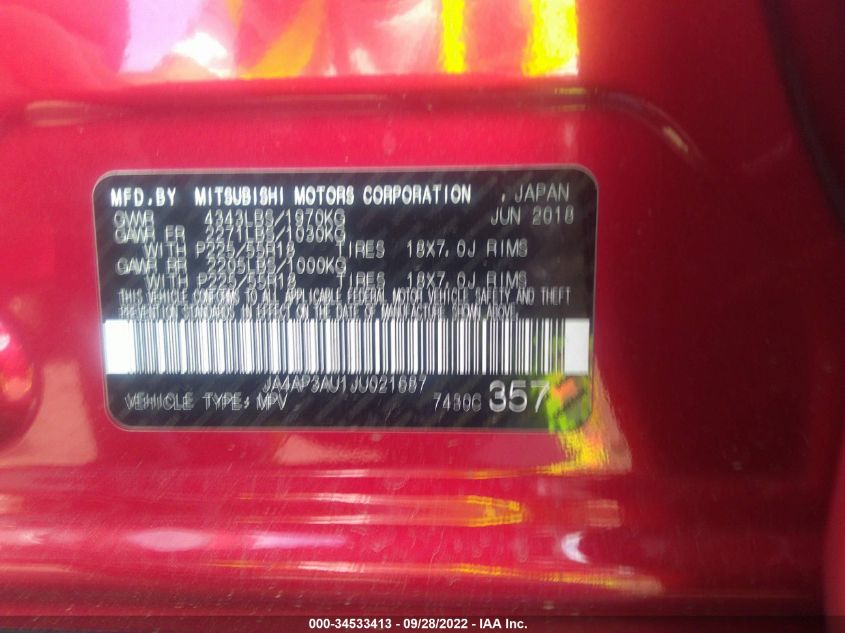 MFD.BY MITSUBISHI MOTORS CORPORATION , JAPAN
GVWR 4343LBS/1970KG JUN 2018
GAWR FR 2271LBS/1030KG
WITH P225/55R18 TIRES 18X7.0J RIMS
GAWR RR 2205LBS/1000KG
WITH P225/55R18 TIRES 18X7.0J RIMS
THIS VEHICLE CONFORMS TO ALL APPLICABLE FEDERAL MOTOR VEHICLE SAFETY AND THEFT
PREVENTION STANDARDS IN EFFECT ON THE DATE OF MANUFACTURE SHOWN ABOVE.
JA4AP3AU1JU021687
VEHICLE TYPE: MPV 7430C 357
000-34533413 - 09/28/2022 - IAA Inc.